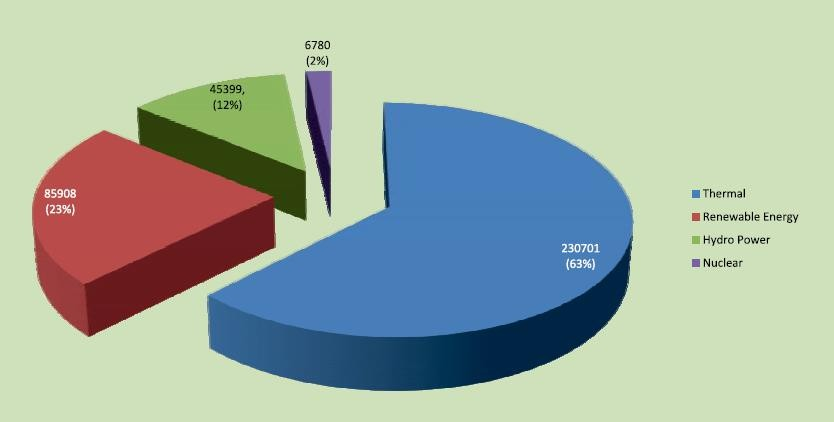 6780
(2%)
45399,
(12%)
85908
(23%)
230701
(63%)
Thermal
Renewable Energy
Hydro Power
Nuclear